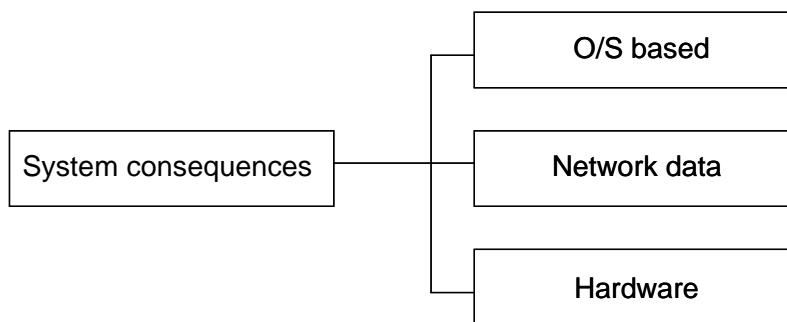 O/S based
System consequences
Network data
Hardware